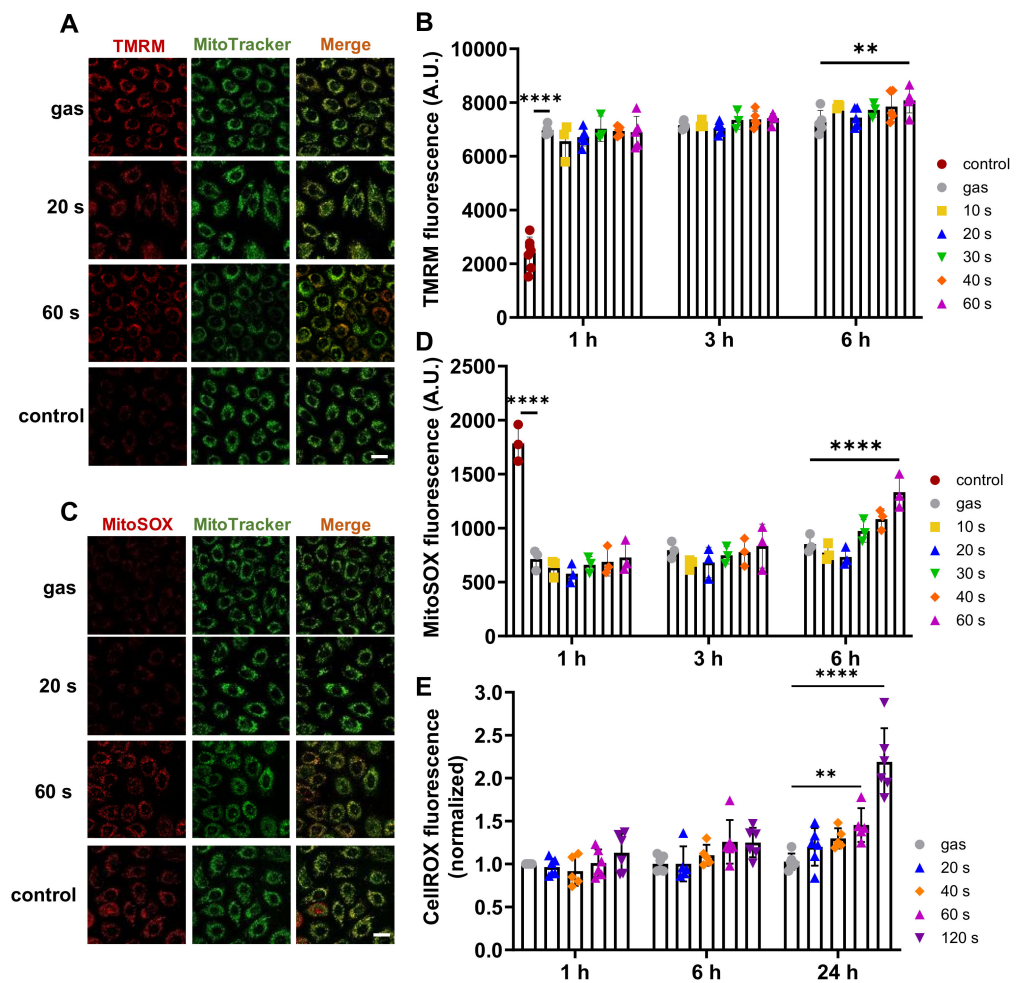 A
TMRM MitoTracker Merge
gas
20 s
60 s
control
B
TMRM fluorescence (A.U.)
10000
8000
6000
4000
2000
0
****
**
1 h 3 h 6 h
control
gas
10 s
20 s
30 s
40 s
60 s
C
MitoSOX MitoTracker Merge
gas
20 s
60 s
control
D
MitoSOX fluorescence (A.U.)
2500
2000
1500
1000
500
0
****
****
1 h 3 h 6 h
control
gas
10 s
20 s
30 s
40 s
60 s
E
CellROX fluorescence
(normalized)
3.0
2.5
2.0
1.5
1.0
0.5
0.0
****
**
1 h 6 h 24 h
gas
20 s
40 s
60 s
120 s